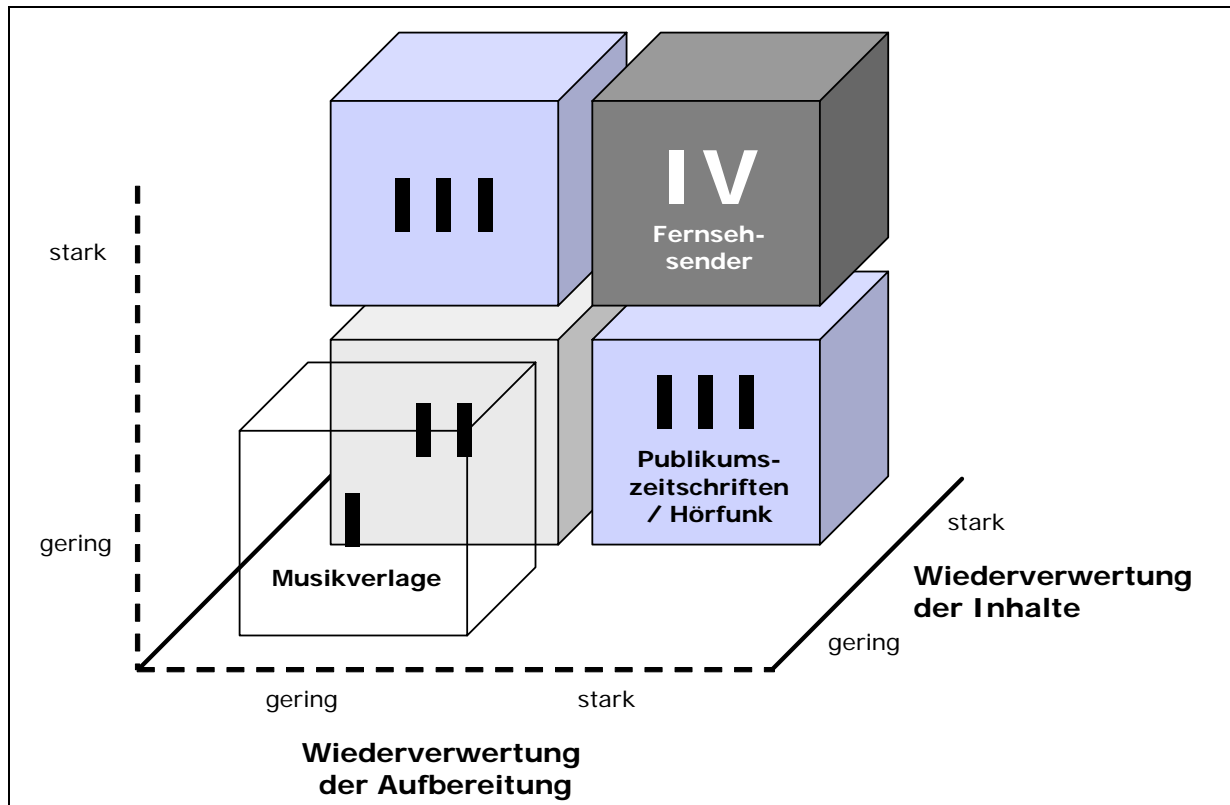 III
IV
Fernseh-
sender
stark
III
Publikums-
zeitschriften
/ Hörfunk
II
I
Musikverlage
gering
stark
Wiederverwertung
der Inhalte
gering
gering
stark
Wiederverwertung
der Aufbereitung